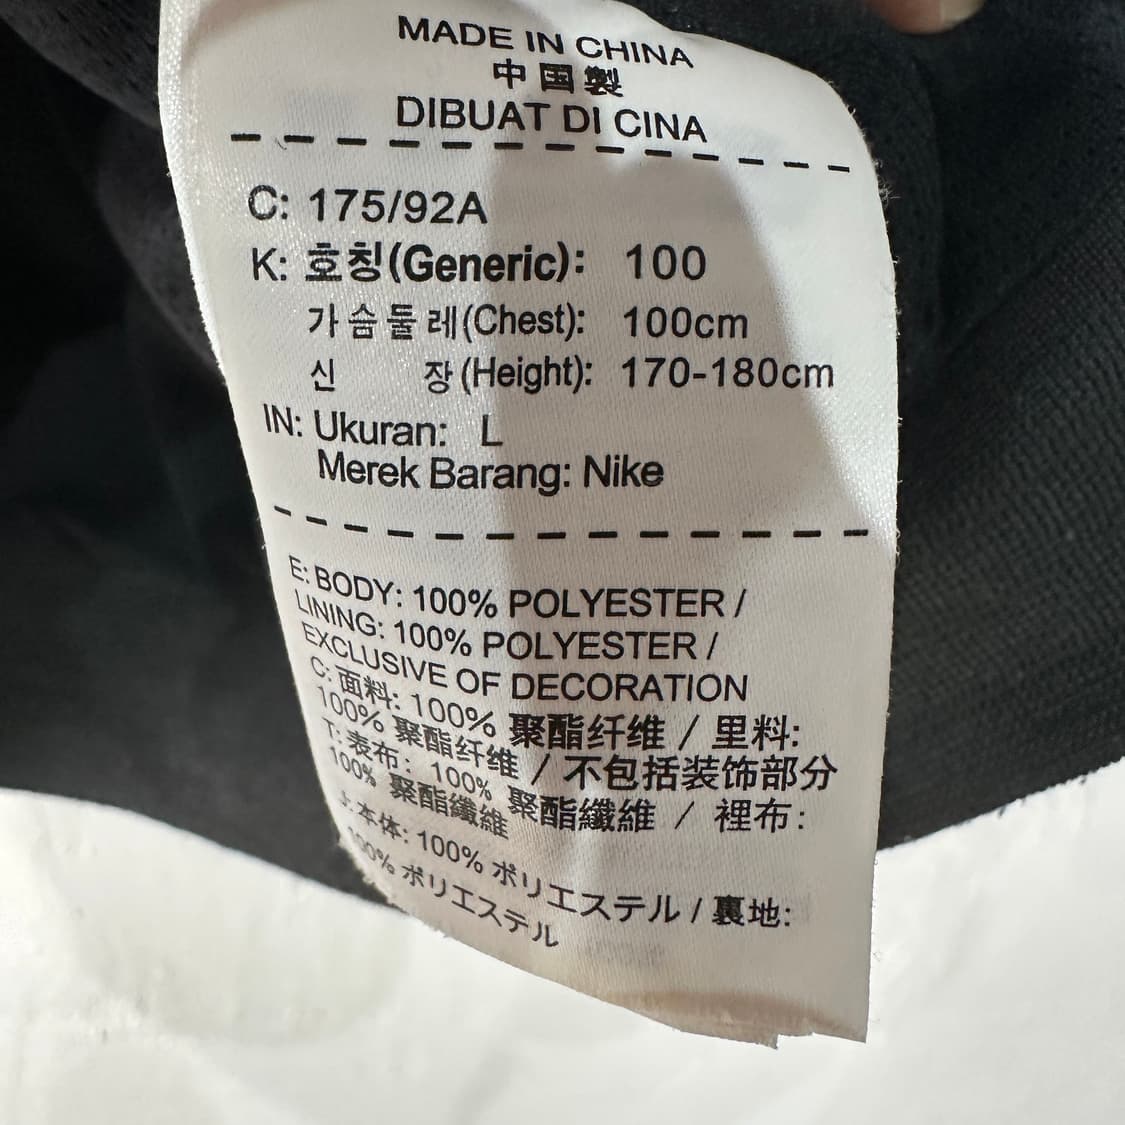 MADE IN CHINA
中国製
DIBUAT DI CINA
C: 175/92A
K: 호칭(Generic): 100
가슴둘레(Chest): 100cm
신 장(Height): 170-180cm
IN: Ukuran: L
Merek Barang: Nike
E: BODY: 100% POLYESTER /
LINING: 100% POLYESTER /
EXCLUSIVE OF DECORATION
C: 面料: 100% 聚酯纤维 / 里料:
100% 聚酯纤维 / 不包括装饰部分
T: 表布: 100% 聚酯纖維 / 裡布:
100% 聚酯纖維
J: 本体: 100% ポリエステル / 裏地:
100% ポリエステル